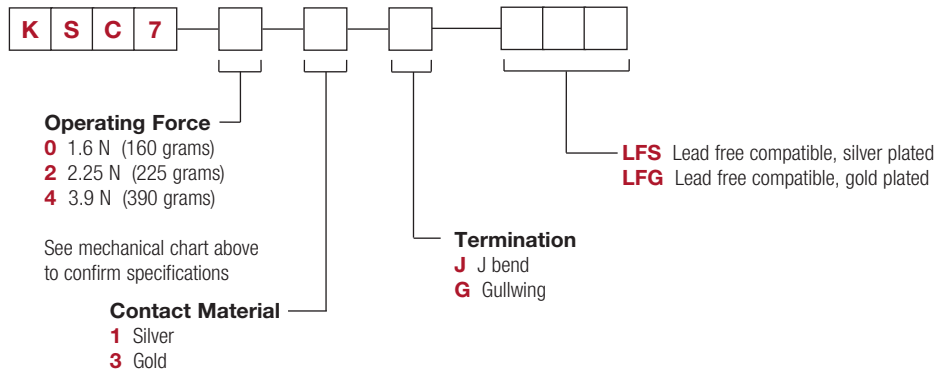 K S C 7
Operating Force
0 1.6 N (160 grams)
2 2.25 N (225 grams)
4 3.9 N (390 grams)
See mechanical chart above
to confirm specifications
Contact Material
1 Silver
3 Gold
Termination
J J bend
G Gullwing
LFS Lead free compatible, silver plated
LFG Lead free compatible, gold plated